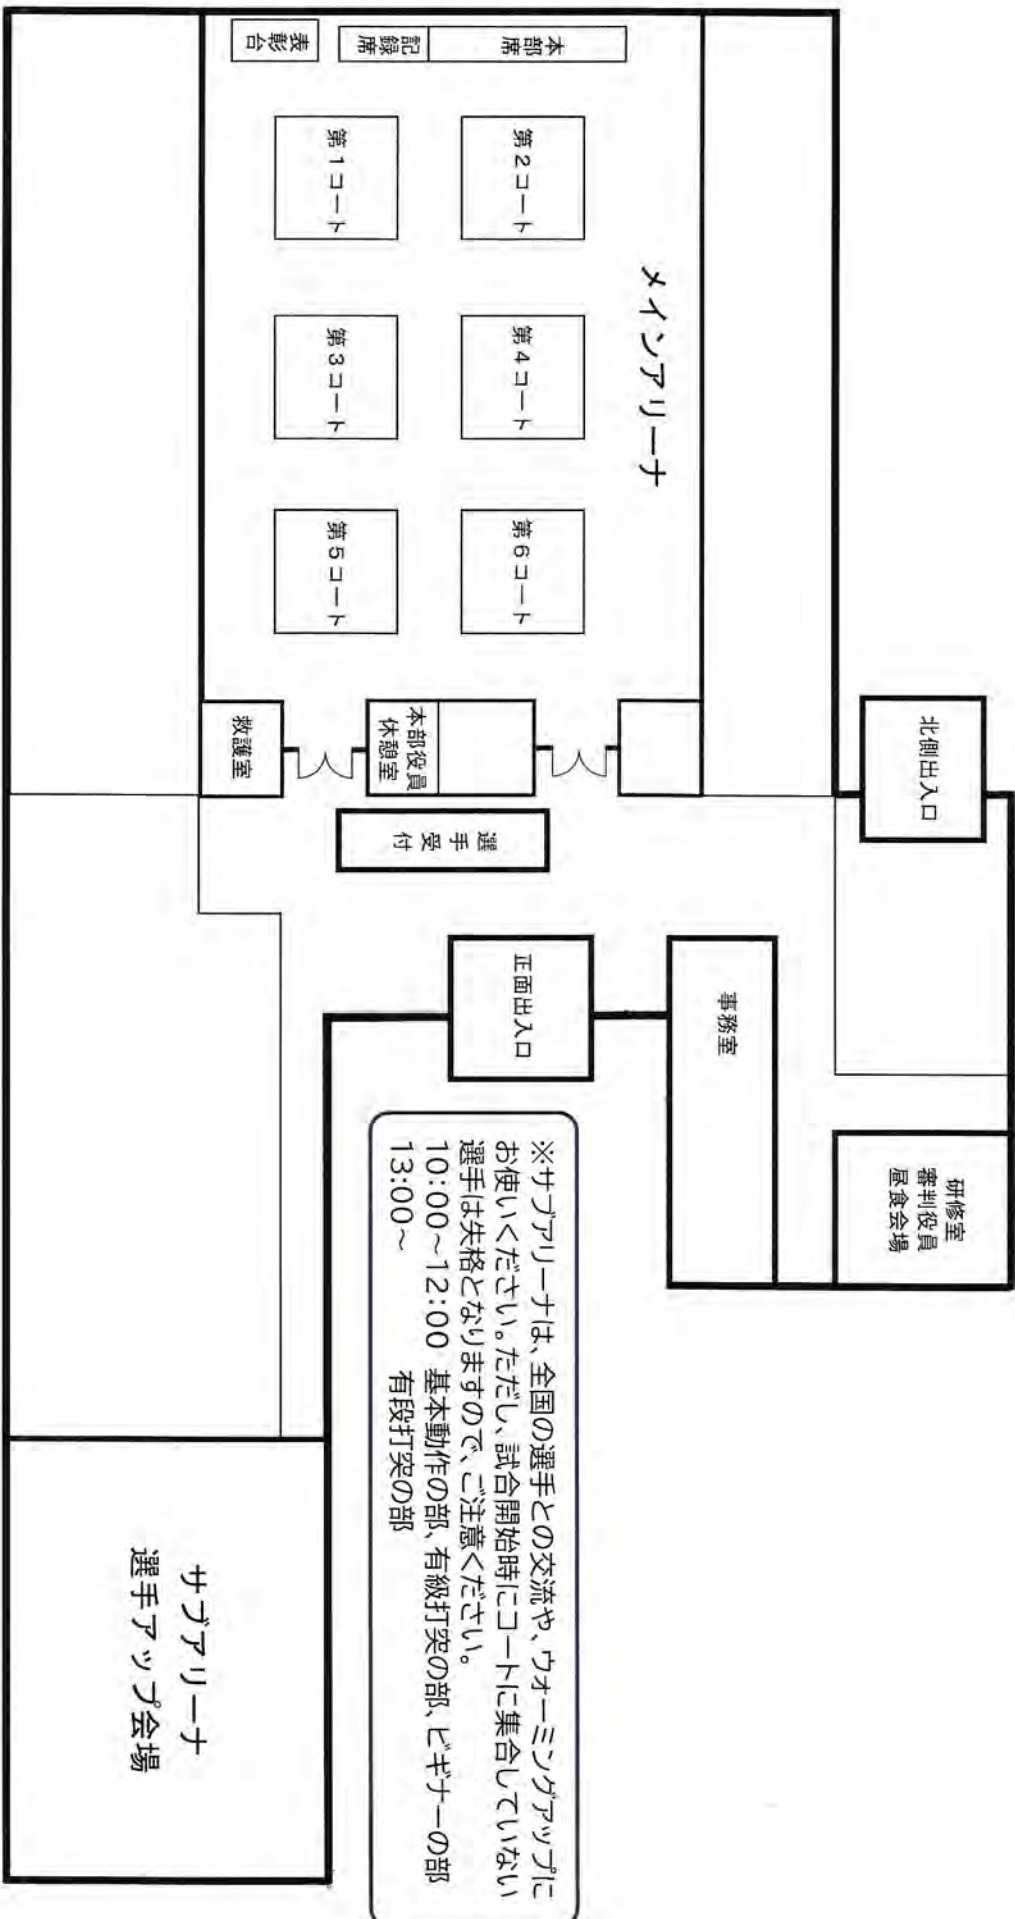 北側出入口
研修室
審判役員
昼食会場
事務室
メインアリーナ
本部席
記録席
表彰台
第2コート
第4コート
第6コート
第1コート
第3コート
第5コート
本部役員
休憩室
救護室
選手受付
正面出入口
※サブアリーナは、全国の選手との交流や、ウォーミングアップに
お使いください。ただし、試合開始時にコートに集合していない
選手は失格となりますので、ご注意ください。
10:00～12:00 基本動作の部、有級打突の部、ビギナーの部
13:00～ 有段打突の部
サブアリーナ
選手アップ会場